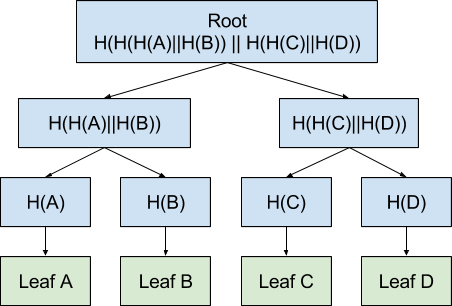 Root
H(H(H(A)||H(B)) || H(H(C)||H(D))
H(H(A)||H(B))
H(H(C)||H(D))
H(A)
H(B)
H(C)
H(D)
Leaf A
Leaf B
Leaf C
Leaf D